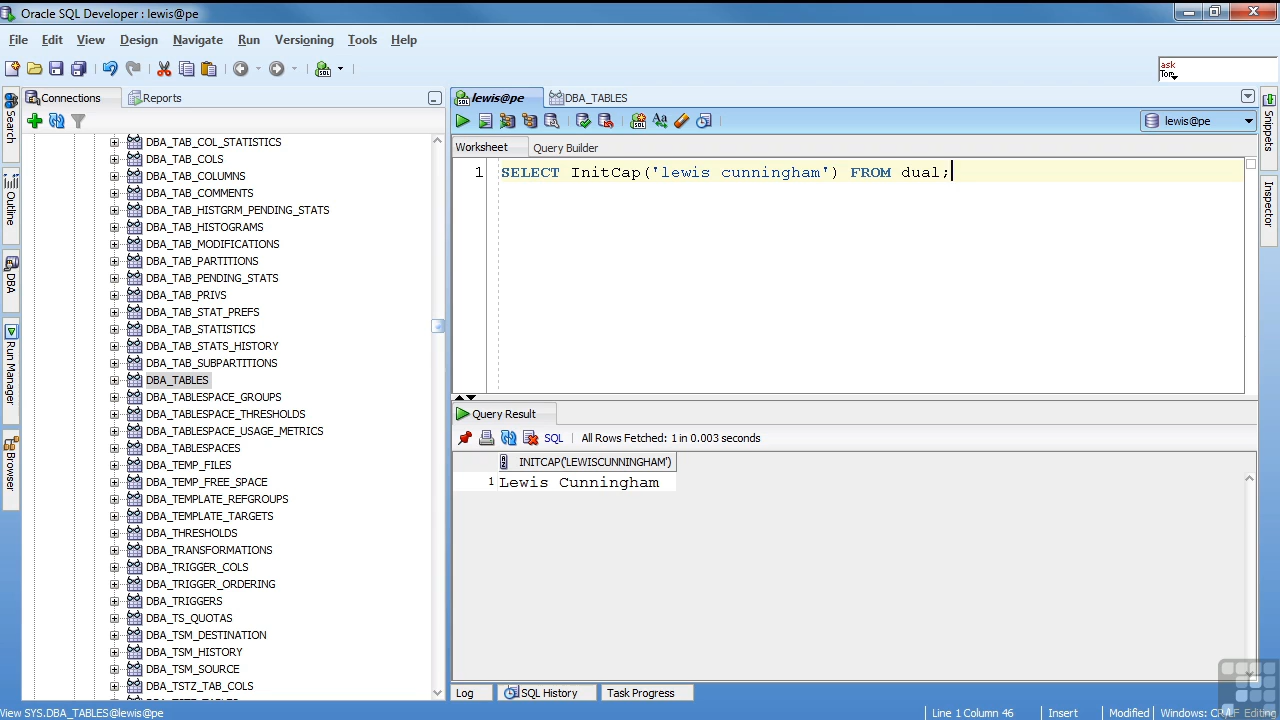 Oracle SQL Developer : lewis@pe
File Edit View Design Navigate Run Versioning Tools Help
ask
Tom
Search
Outline
DBA
Run Manager
Browser
Connections
Reports
DBA_TAB_COL_STATISTICS
DBA_TAB_COLS
DBA_TAB_COLUMNS
DBA_TAB_COMMENTS
DBA_TAB_HISTGRM_PENDING_STATS
DBA_TAB_HISTOGRAMS
DBA_TAB_MODIFICATIONS
DBA_TAB_PARTITIONS
DBA_TAB_PENDING_STATS
DBA_TAB_PRIVS
DBA_TAB_STAT_PREFS
DBA_TAB_STATISTICS
DBA_TAB_STATS_HISTORY
DBA_TAB_SUBPARTITIONS
DBA_TABLES
DBA_TABLESPACE_GROUPS
DBA_TABLESPACE_THRESHOLDS
DBA_TABLESPACE_USAGE_METRICS
DBA_TABLESPACES
DBA_TEMP_FILES
DBA_TEMP_FREE_SPACE
DBA_TEMPLATE_REFGROUPS
DBA_TEMPLATE_TARGETS
DBA_THRESHOLDS
DBA_TRANSFORMATIONS
DBA_TRIGGER_COLS
DBA_TRIGGER_ORDERING
DBA_TRIGGERS
DBA_TS_QUOTAS
DBA_TSM_DESTINATION
DBA_TSM_HISTORY
DBA_TSM_SOURCE
DBA_TSTZ_TAB_COLS
lewis@pe
DBA_TABLES
lewis@pe
Worksheet
Query Builder
1 SELECT InitCap('lewis cunningham') FROM dual;
Query Result
SQL
All Rows Fetched: 1 in 0.003 seconds
INITCAP('LEWISCUNNINGHAM')
1 Lewis Cunningham
Log
SQL History
Task Progress
Snippets
Inspector
View SYS.DBA_TABLES@lewis@pe
Line 1 Column 46
Insert
Modified
Windows: CR/LF Editing